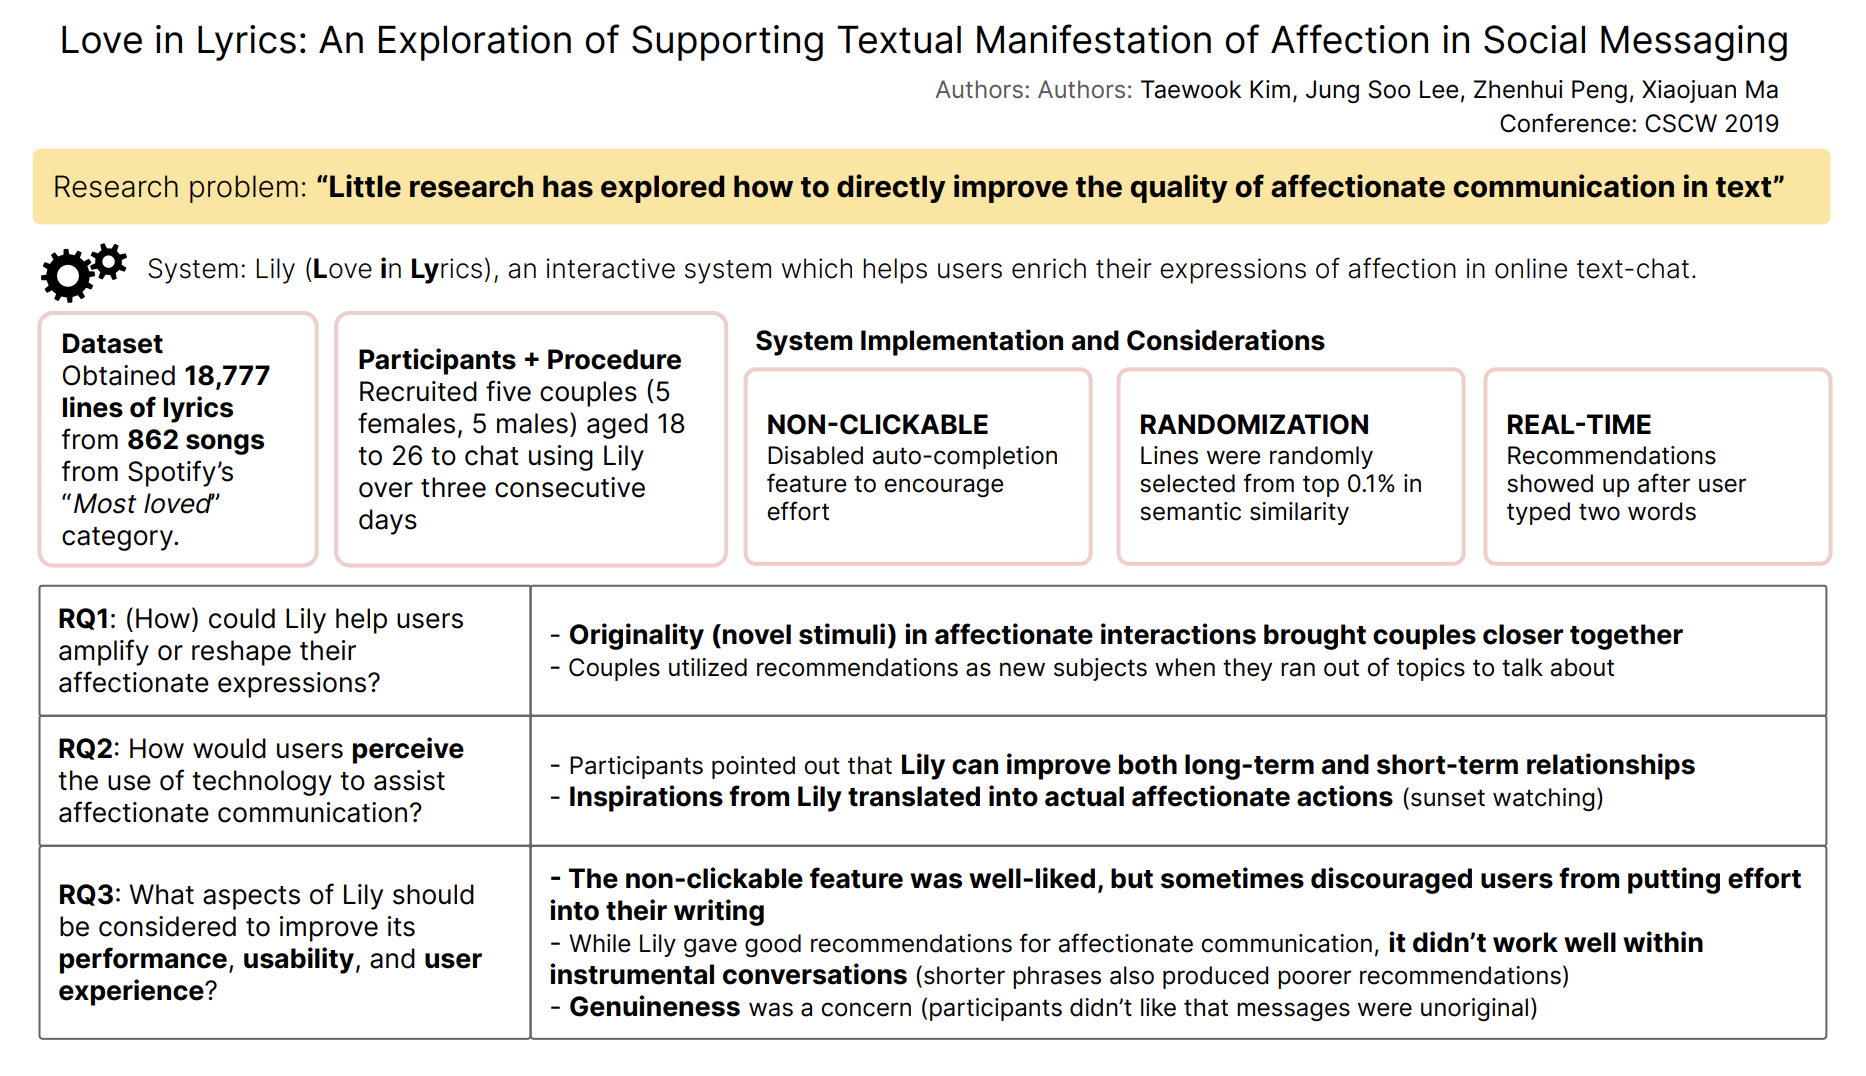 Love in Lyrics: An Exploration of Supporting Textual Manifestation of Affection in Social Messaging
Authors: Authors: Taewook Kim, Jung Soo Lee, Zhenhui Peng, Xiaojuan Ma
Conference: CSCW 2019
Research problem: “Little research has explored how to directly improve the quality of affectionate communication in text”
System: Lily (Love in Lyrics), an interactive system which helps users enrich their expressions of affection in online text-chat.
Dataset
Obtained 18,777
lines of lyrics
from 862 songs
from Spotify’s
“Most loved”
category.
Participants + Procedure
Recruited five couples (5
females, 5 males) aged 18
to 26 to chat using Lily
over three consecutive
days
System Implementation and Considerations
NON-CLICKABLE
Disabled auto-completion
feature to encourage
effort
RANDOMIZATION
Lines were randomly
selected from top 0.1% in
semantic similarity
REAL-TIME
Recommendations
showed up after user
typed two words
RQ1: (How) could Lily help users
amplify or reshape their
affectionate expressions?
- Originality (novel stimuli) in affectionate interactions brought couples closer together
- Couples utilized recommendations as new subjects when they ran out of topics to talk about
RQ2: How would users perceive
the use of technology to assist
affectionate communication?
- Participants pointed out that Lily can improve both long-term and short-term relationships
- Inspirations from Lily translated into actual affectionate actions (sunset watching)
RQ3: What aspects of Lily should
be considered to improve its
performance, usability, and user
experience?
- The non-clickable feature was well-liked, but sometimes discouraged users from putting effort
into their writing
- While Lily gave good recommendations for affectionate communication, it didn’t work well within
instrumental conversations (shorter phrases also produced poorer recommendations)
- Genuineness was a concern (participants didn’t like that messages were unoriginal)